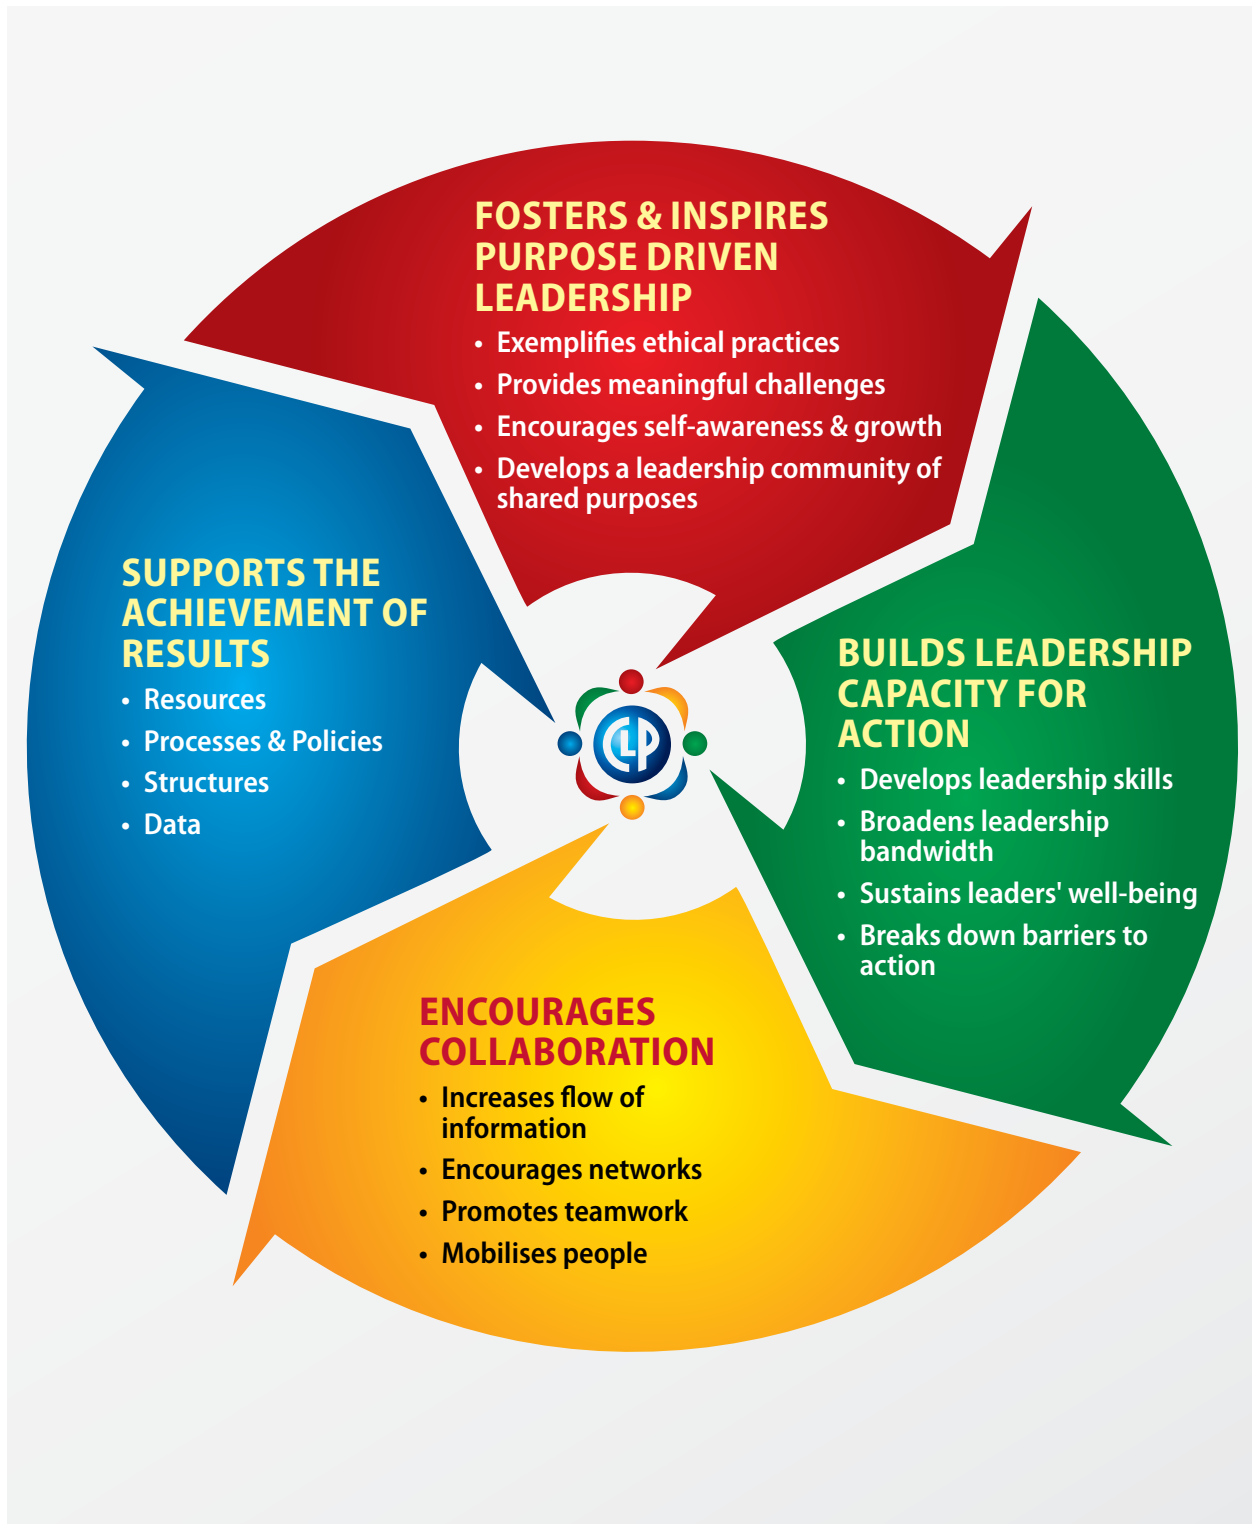 FOSTERS & INSPIRES
PURPOSE DRIVEN
LEADERSHIP
• Exemplifies ethical practices
• Provides meaningful challenges
• Encourages self-awareness & growth
• Develops a leadership community of
shared purposes
SUPPORTS THE
ACHIEVEMENT OF
RESULTS
• Resources
• Processes & Policies
• Structures
• Data
CLP
BUILDS LEADERSHIP
CAPACITY FOR
ACTION
• Develops leadership skills
• Broadens leadership
bandwidth
• Sustains leaders' well-being
• Breaks down barriers to
action
ENCOURAGES
COLLABORATION
• Increases flow of
information
• Encourages networks
• Promotes teamwork
• Mobilises people